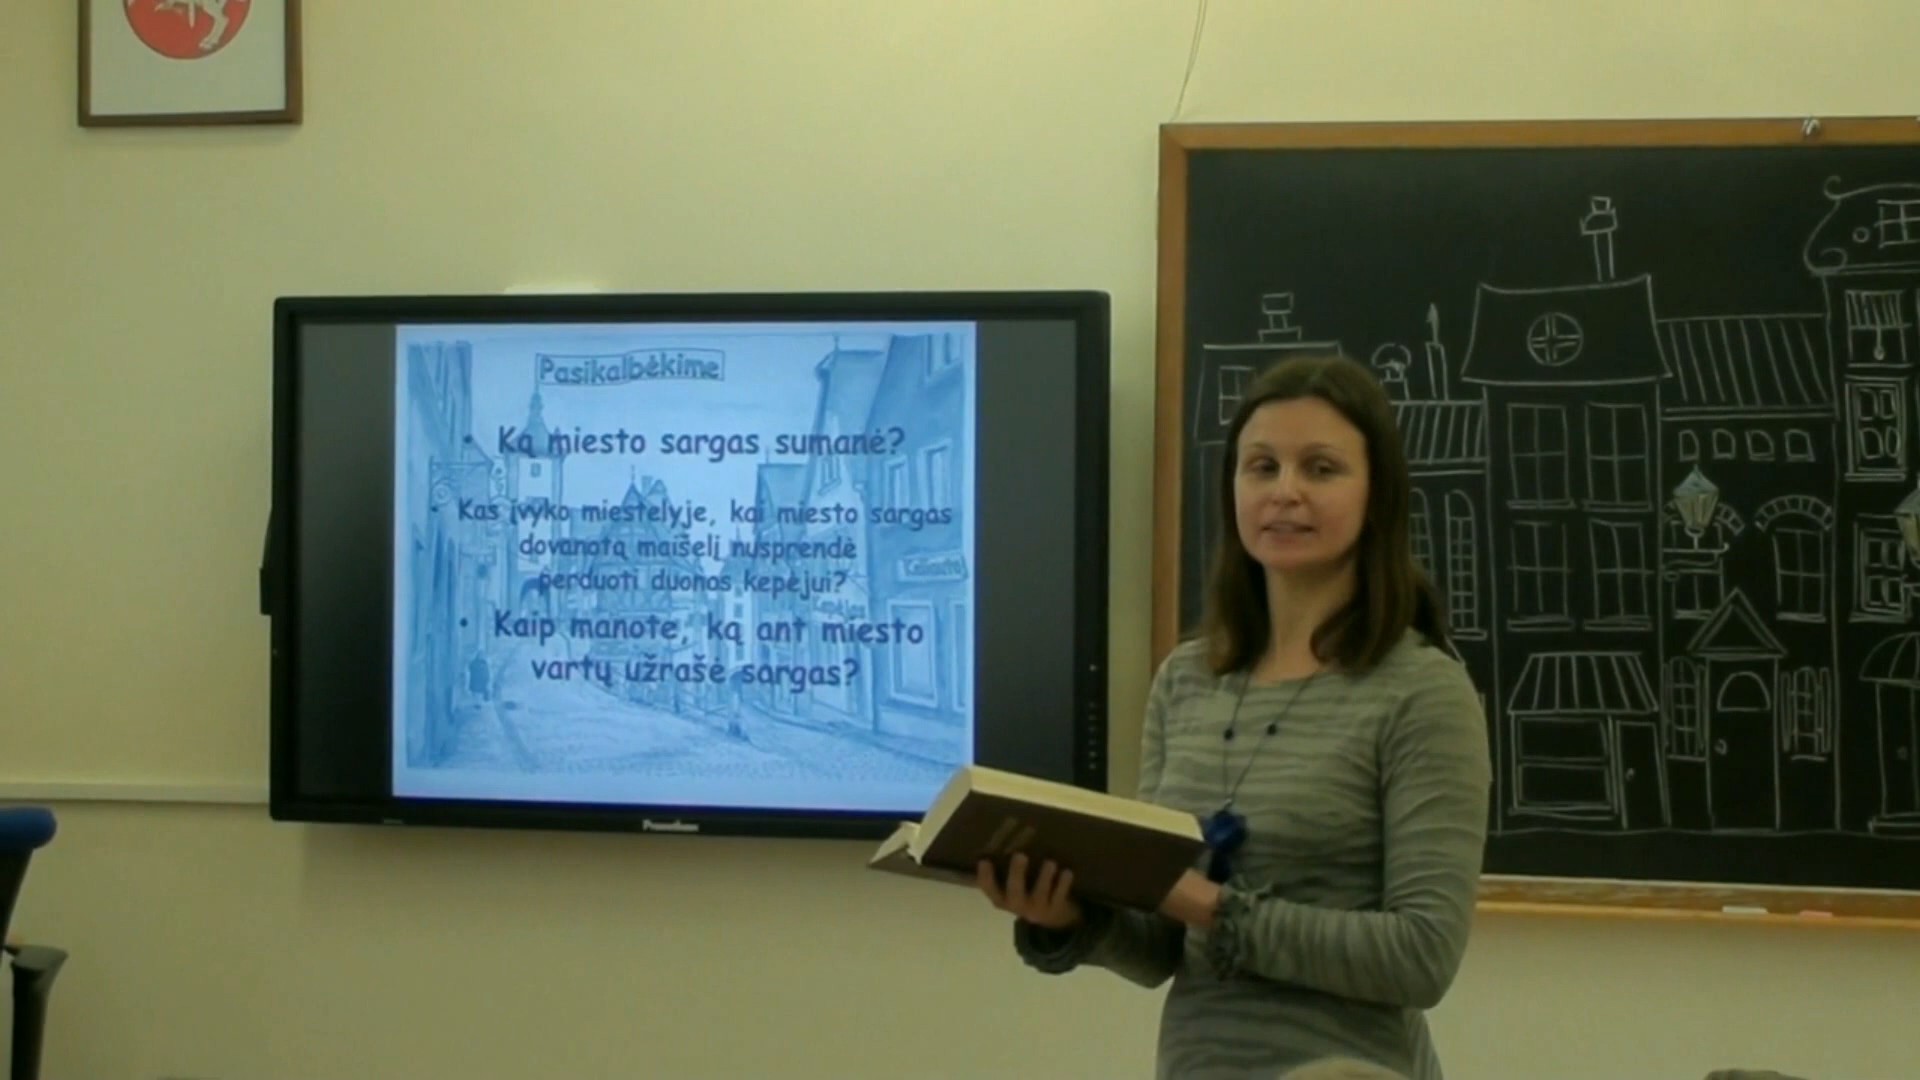 Pasikalbėkime
• Ką miesto sargas sumanė?
• Kas įvyko miestelyje, kai miesto sargas
dovanotą maišelį nusprendė
perduoti duonos kepėjui?
• Kaip manote, ką ant miesto
vartų užrašė sargas?
Kepėjas